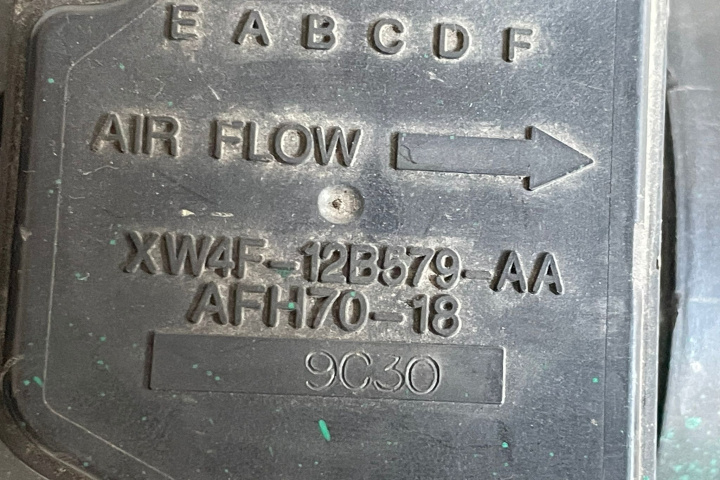 E A B C D F
AIR FLOW
XW4F-12B579-AA
AFH70-18
9C30